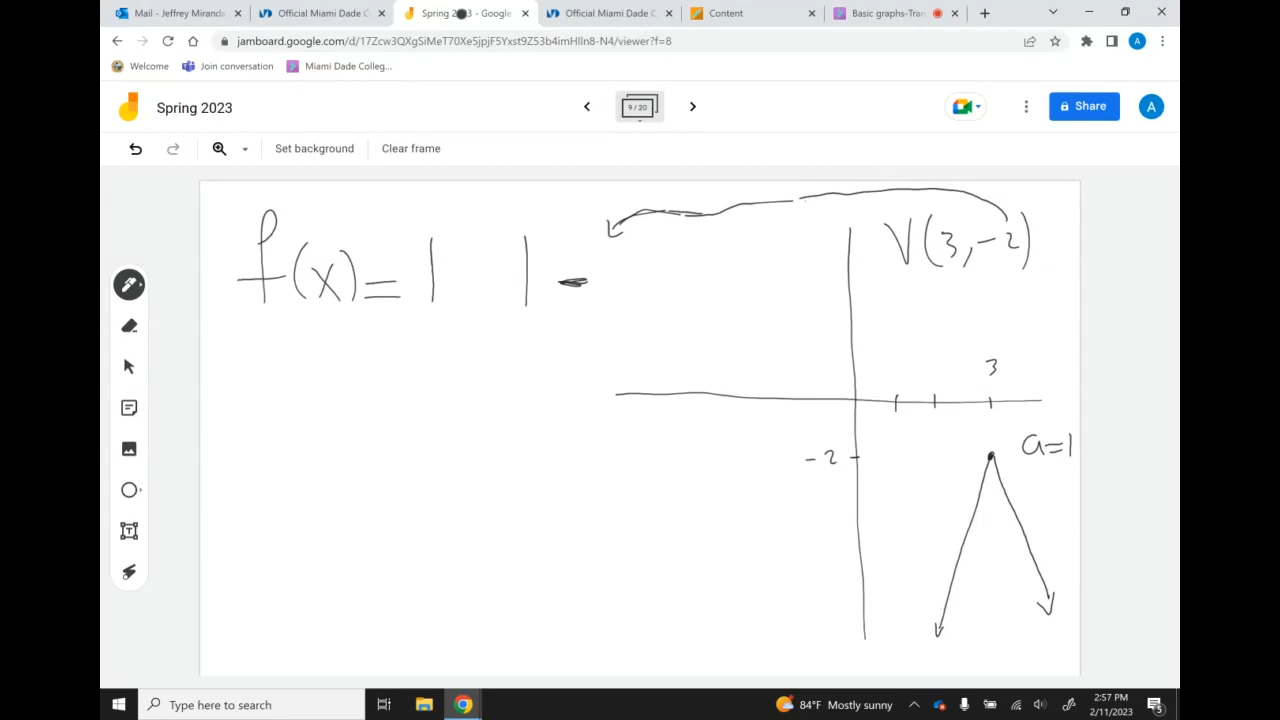 Mail - Jeffrey Miranda
Official Miami Dade C
Spring 2023 - Google
Official Miami Dade C
Content
Basic graphs-Tran
jamboard.google.com/d/17Zcw3QXgSiMeT70Xe5jpjF5Yxst9Z53b4imHlln8-N4/viewer?f=8
A
Welcome
Join conversation
Miami Dade Colleg...
Spring 2023
9 / 20
Share
A
Set background
Clear frame
f(x)=| | -
V(3,-2)
3
a=1
-2
Type here to search
84°F Mostly sunny
2:57 PM
2/11/2023
5